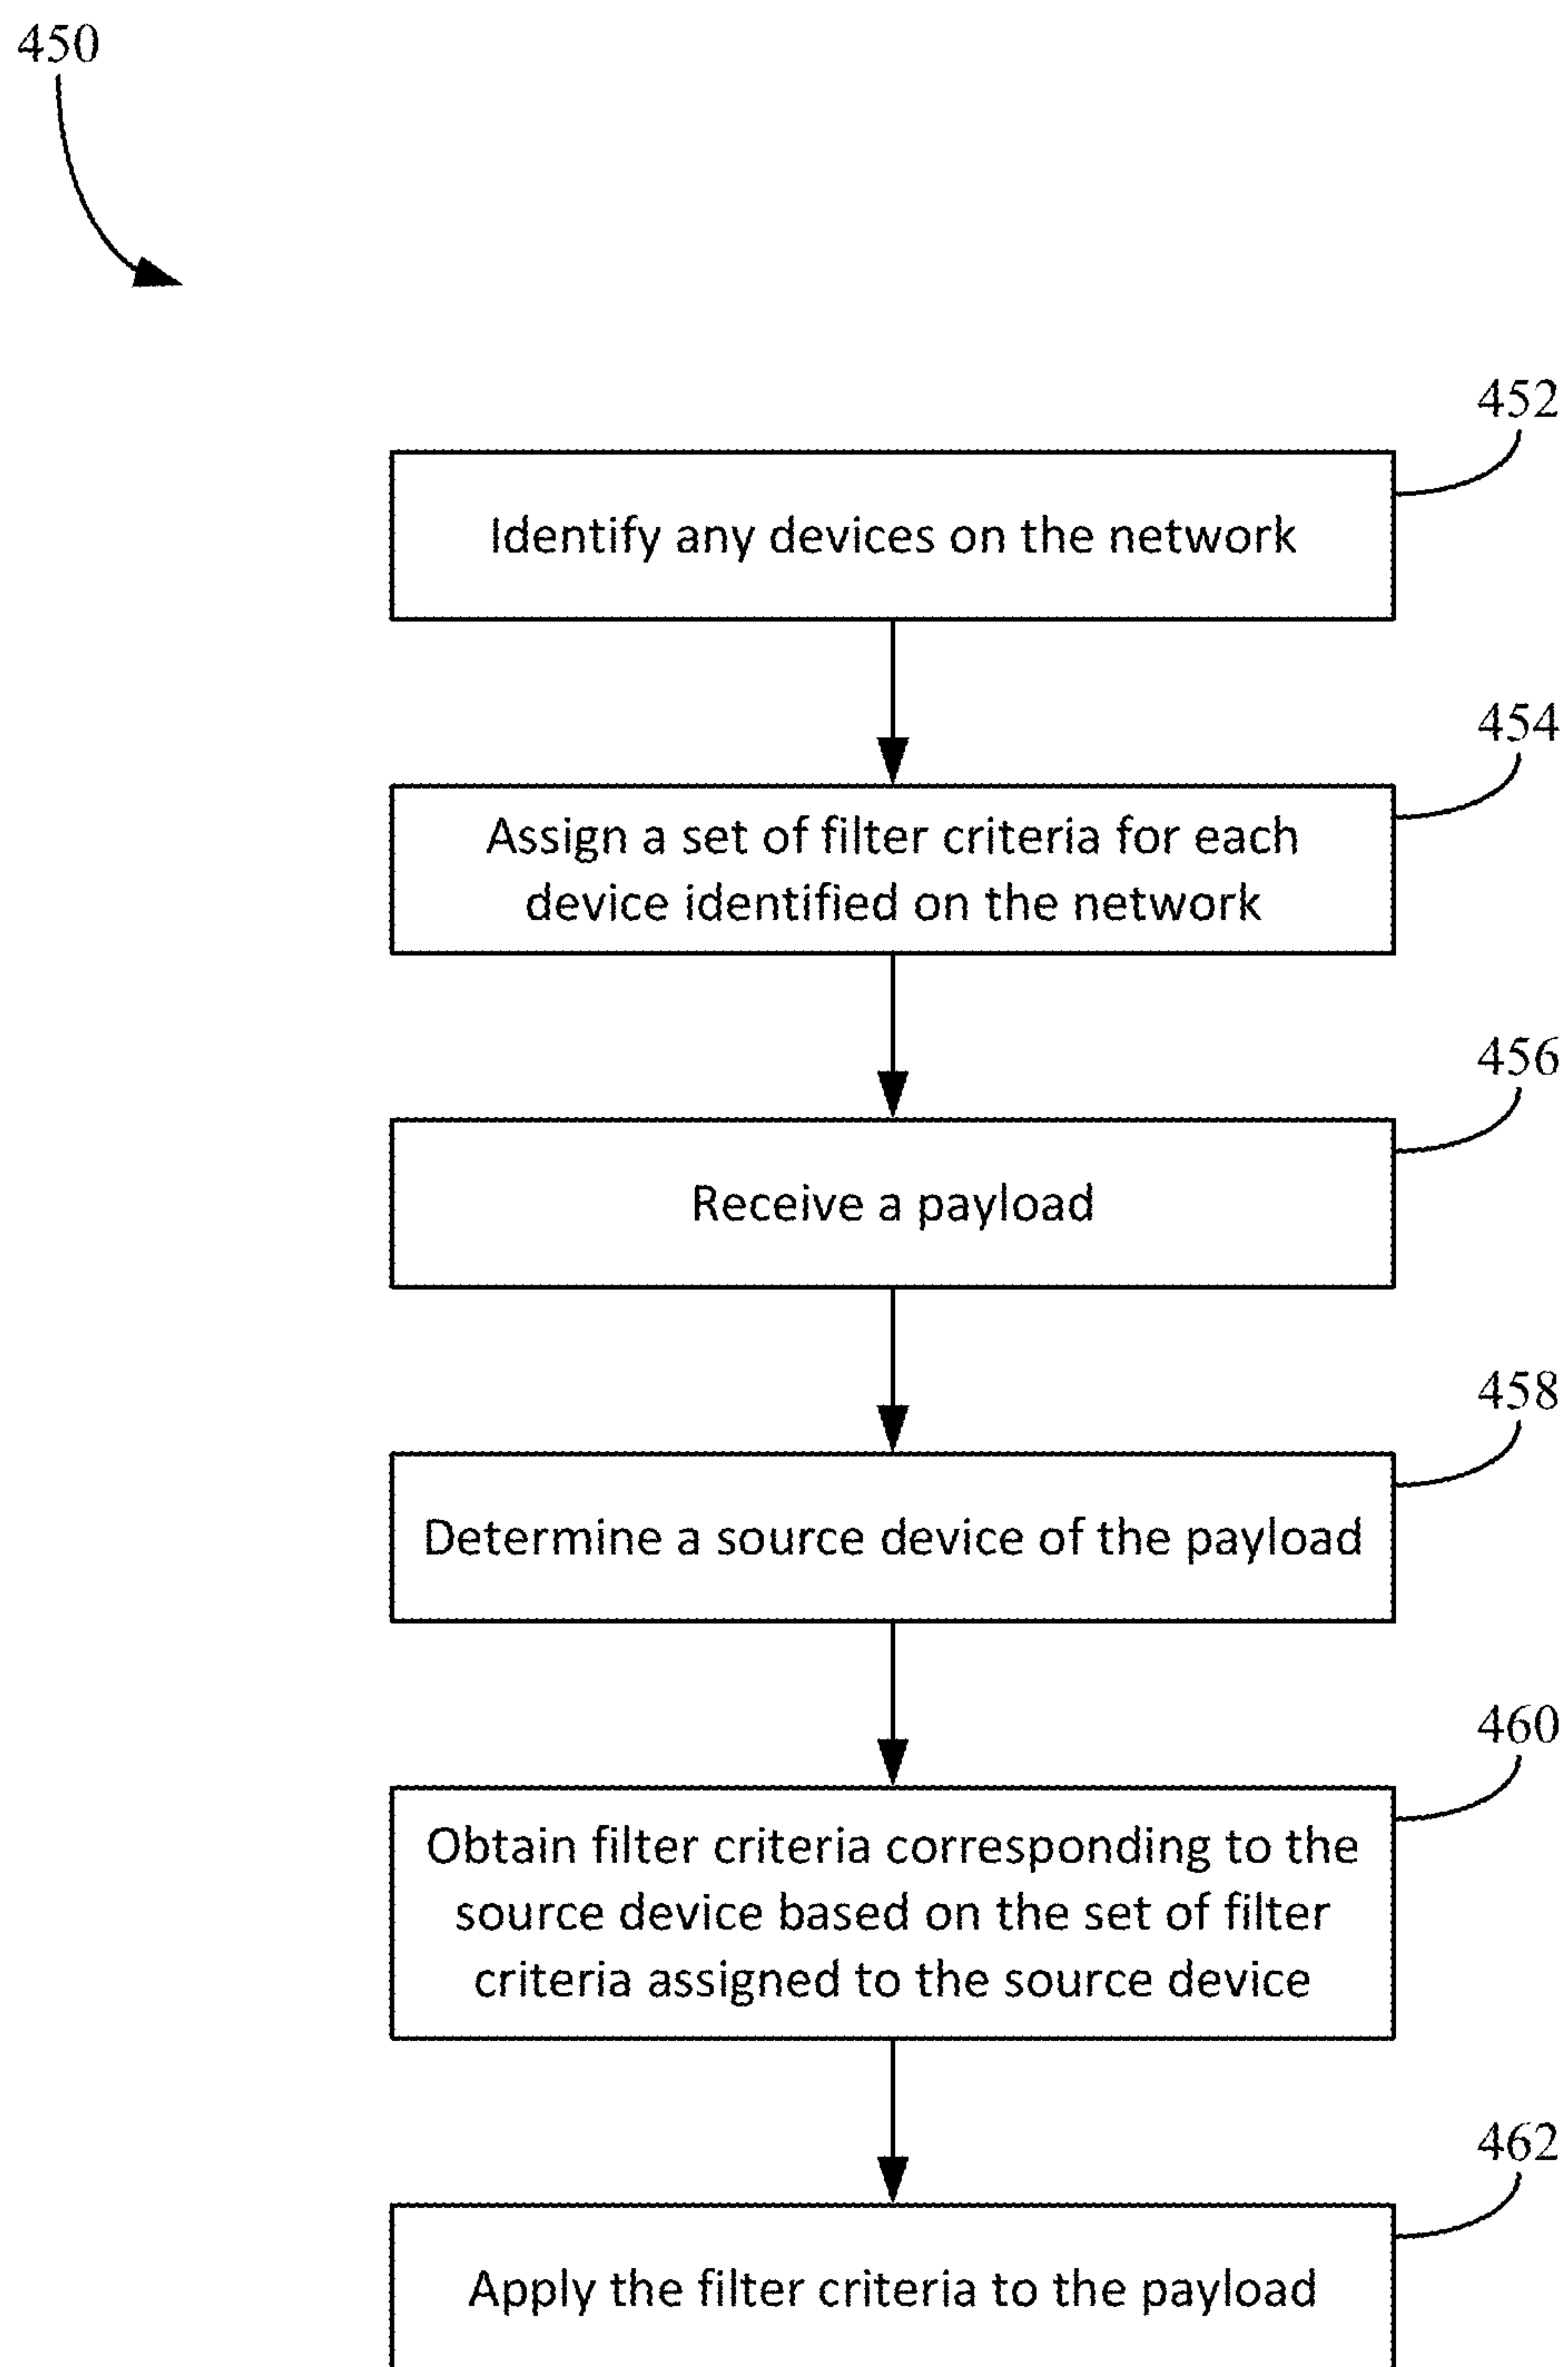 450
452
Identify any devices on the network
454
Assign a set of filter criteria for each
device identified on the network
456
Receive a payload
458
Determine a source device of the payload
460
Obtain filter criteria corresponding to the
source device based on the set of filter
criteria assigned to the source device
462
Apply the filter criteria to the payload